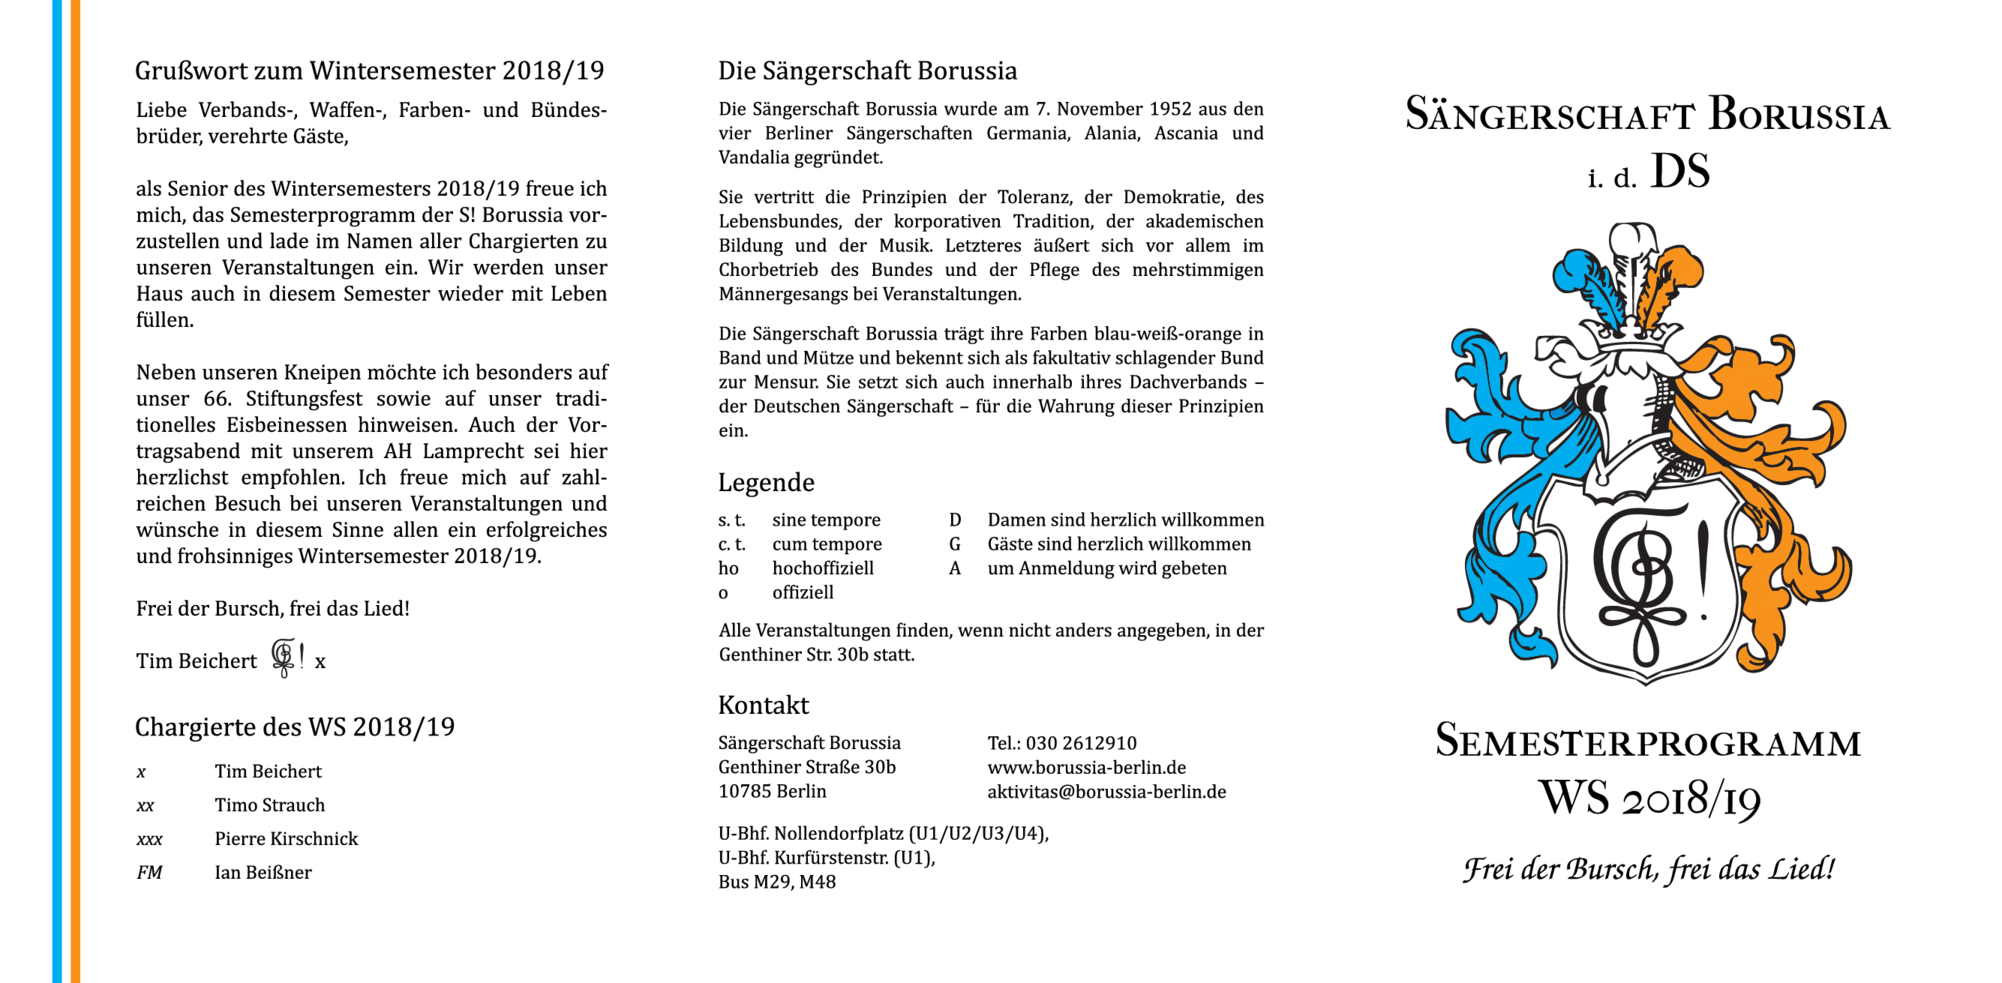 Grußwort zum Wintersemester 2018/19
Liebe Verbands-, Waffen-, Farben- und Bündes-
brüder, verehrte Gäste,
als Senior des Wintersemesters 2018/19 freue ich
mich, das Semesterprogramm der S! Borussia vor-
zustellen und lade im Namen aller Chargierten zu
unseren Veranstaltungen ein. Wir werden unser
Haus auch in diesem Semester wieder mit Leben
füllen.
Neben unseren Kneipen möchte ich besonders auf
unser 66. Stiftungsfest sowie auf unser tradi-
tionelles Eisbeinessen hinweisen. Auch der Vor-
tragsabend mit unserem AH Lamprecht sei hier
herzlichst empfohlen. Ich freue mich auf zahl-
reichen Besuch bei unseren Veranstaltungen und
wünsche in diesem Sinne allen ein erfolgreiches
und frohsinniges Wintersemester 2018/19.
Frei der Bursch, frei das Lied!
Tim Beichert ! x
Chargierte des WS 2018/19
x Tim Beichert
xx Timo Strauch
xxx Pierre Kirschnick
FM Ian Beißner
Die Sängerschaft Borussia
Die Sängerschaft Borussia wurde am 7. November 1952 aus den
vier Berliner Sängerschaften Germania, Alania, Ascania und
Vandalia gegründet.
Sie vertritt die Prinzipien der Toleranz, der Demokratie, des
Lebensbundes, der korporativen Tradition, der akademischen
Bildung und der Musik. Letzteres äußert sich vor allem im
Chorbetrieb des Bundes und der Pflege des mehrstimmigen
Männergesangs bei Veranstaltungen.
Die Sängerschaft Borussia trägt ihre Farben blau-weiß-orange in
Band und Mütze und bekennt sich als fakultativ schlagender Bund
zur Mensur. Sie setzt sich auch innerhalb ihres Dachverbands –
der Deutschen Sängerschaft – für die Wahrung dieser Prinzipien
ein.
Legende
s. t. sine tempore D Damen sind herzlich willkommen
c. t. cum tempore G Gäste sind herzlich willkommen
ho hochoffiziell A um Anmeldung wird gebeten
o offiziell
Alle Veranstaltungen finden, wenn nicht anders angegeben, in der
Genthiner Str. 30b statt.
Kontakt
Sängerschaft Borussia Tel.: 030 2612910
Genthiner Straße 30b www.borussia-berlin.de
10785 Berlin aktivitas@borussia-berlin.de
U-Bhf. Nollendorfplatz (U1/U2/U3/U4),
U-Bhf. Kurfürstenstr. (U1),
Bus M29, M48
Sängerschaft Borussia
i. d. DS
!
Semesterprogramm
WS 2018/19
Frei der Bursch, frei das Lied!